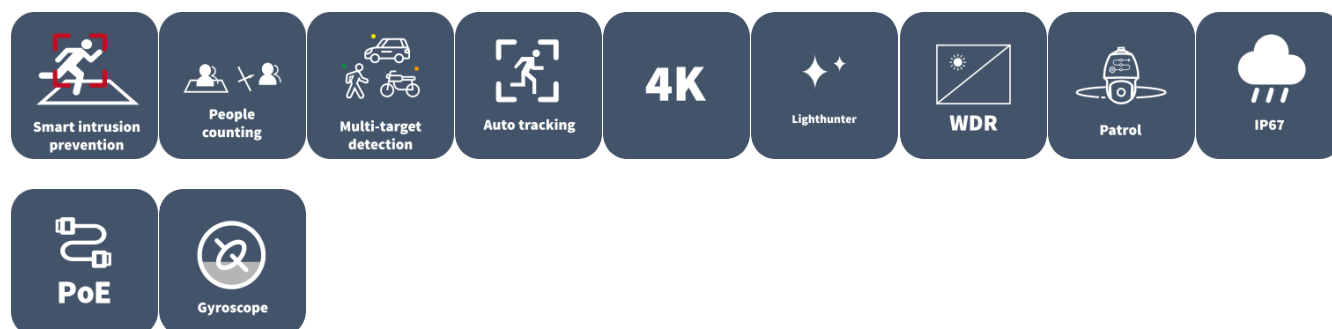 Smart intrusion
prevention
People
counting
Multi-target
detection
Auto tracking
4K
Lighthunter
WDR
Patrol
IP67
PoE
Gyroscope